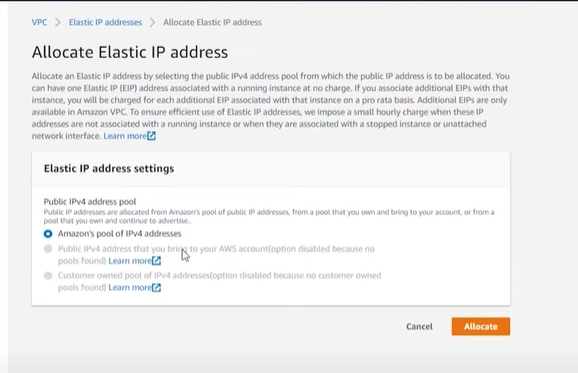 VPC > Elastic IP addresses > Allocate Elastic IP address
Allocate Elastic IP address
Allocate an Elastic IP address by selecting the public IPv4 address pool from which the public IP address is to be allocated. You
can have one Elastic IP (EIP) address associated with a running instance at no charge. If you associate additional EIPs with that
instance, you will be charged for each additional EIP associated with that instance on a pro rata basis. Additional EIPs are only
available in Amazon VPC. To ensure efficient use of Elastic IP addresses, we impose a small hourly charge when these IP
addresses are not associated with a running instance or when they are associated with a stopped instance or unattached
network interface. Learn more
Elastic IP address settings
Public IPv4 address pool
Public IP addresses are allocated from Amazon's pool of public IP addresses, from a pool that you own and bring to your account, or from a
pool that you own and continue to advertise.
Amazon's pool of IPv4 addresses
Public IPv4 address that you bring to your AWS account(option disabled because no
pools found) Learn more
Customer owned pool of IPv4 addresses(option disabled because no customer owned
pools found) Learn more
Cancel
Allocate